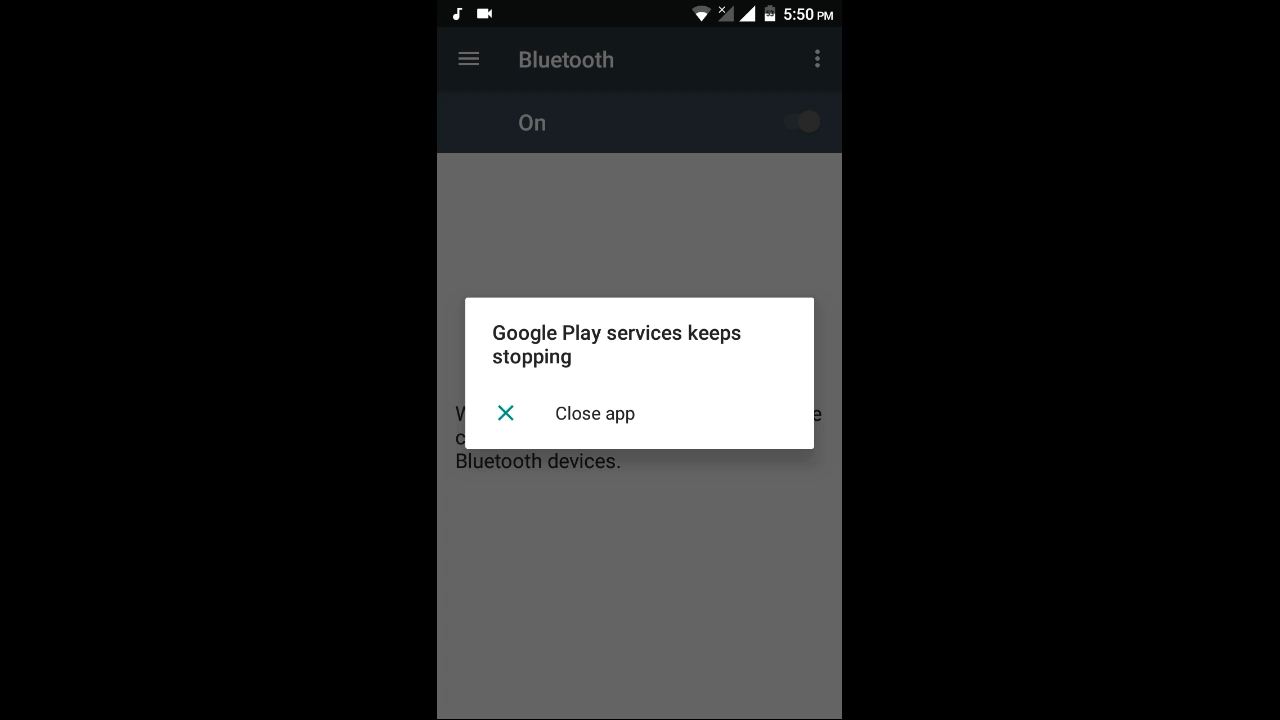 5:50 PM
Bluetooth
On
Google Play services keeps
stopping
Close app
Bluetooth devices.